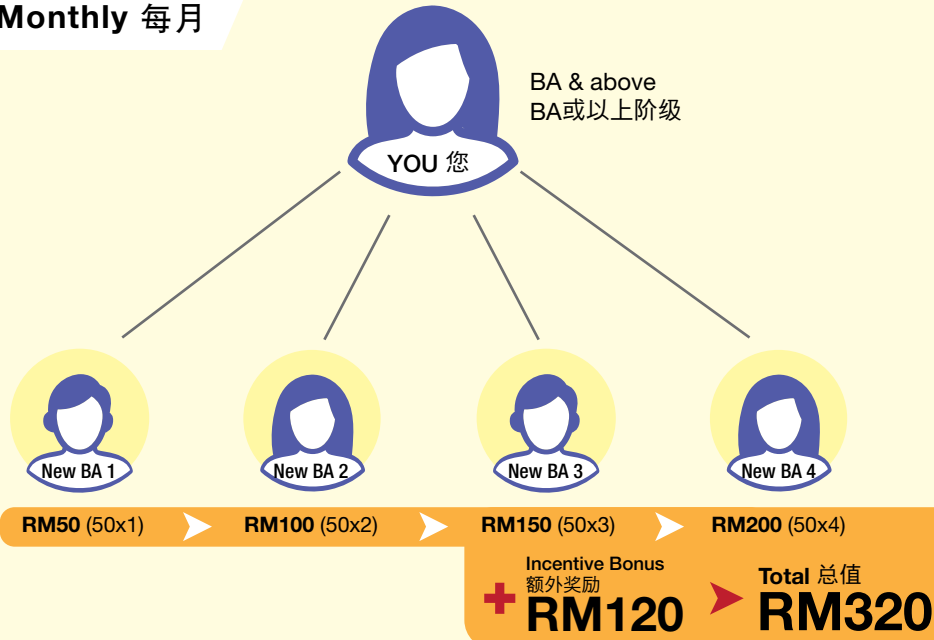 Monthly 每月
BA & above
BA或以上阶级
YOU 您
New BA 1
New BA 2
New BA 3
New BA 4
RM50 (50x1)
RM100 (50x2)
RM150 (50x3)
RM200 (50x4)
Incentive Bonus
额外奖励
RM120
Total 总值
RM320